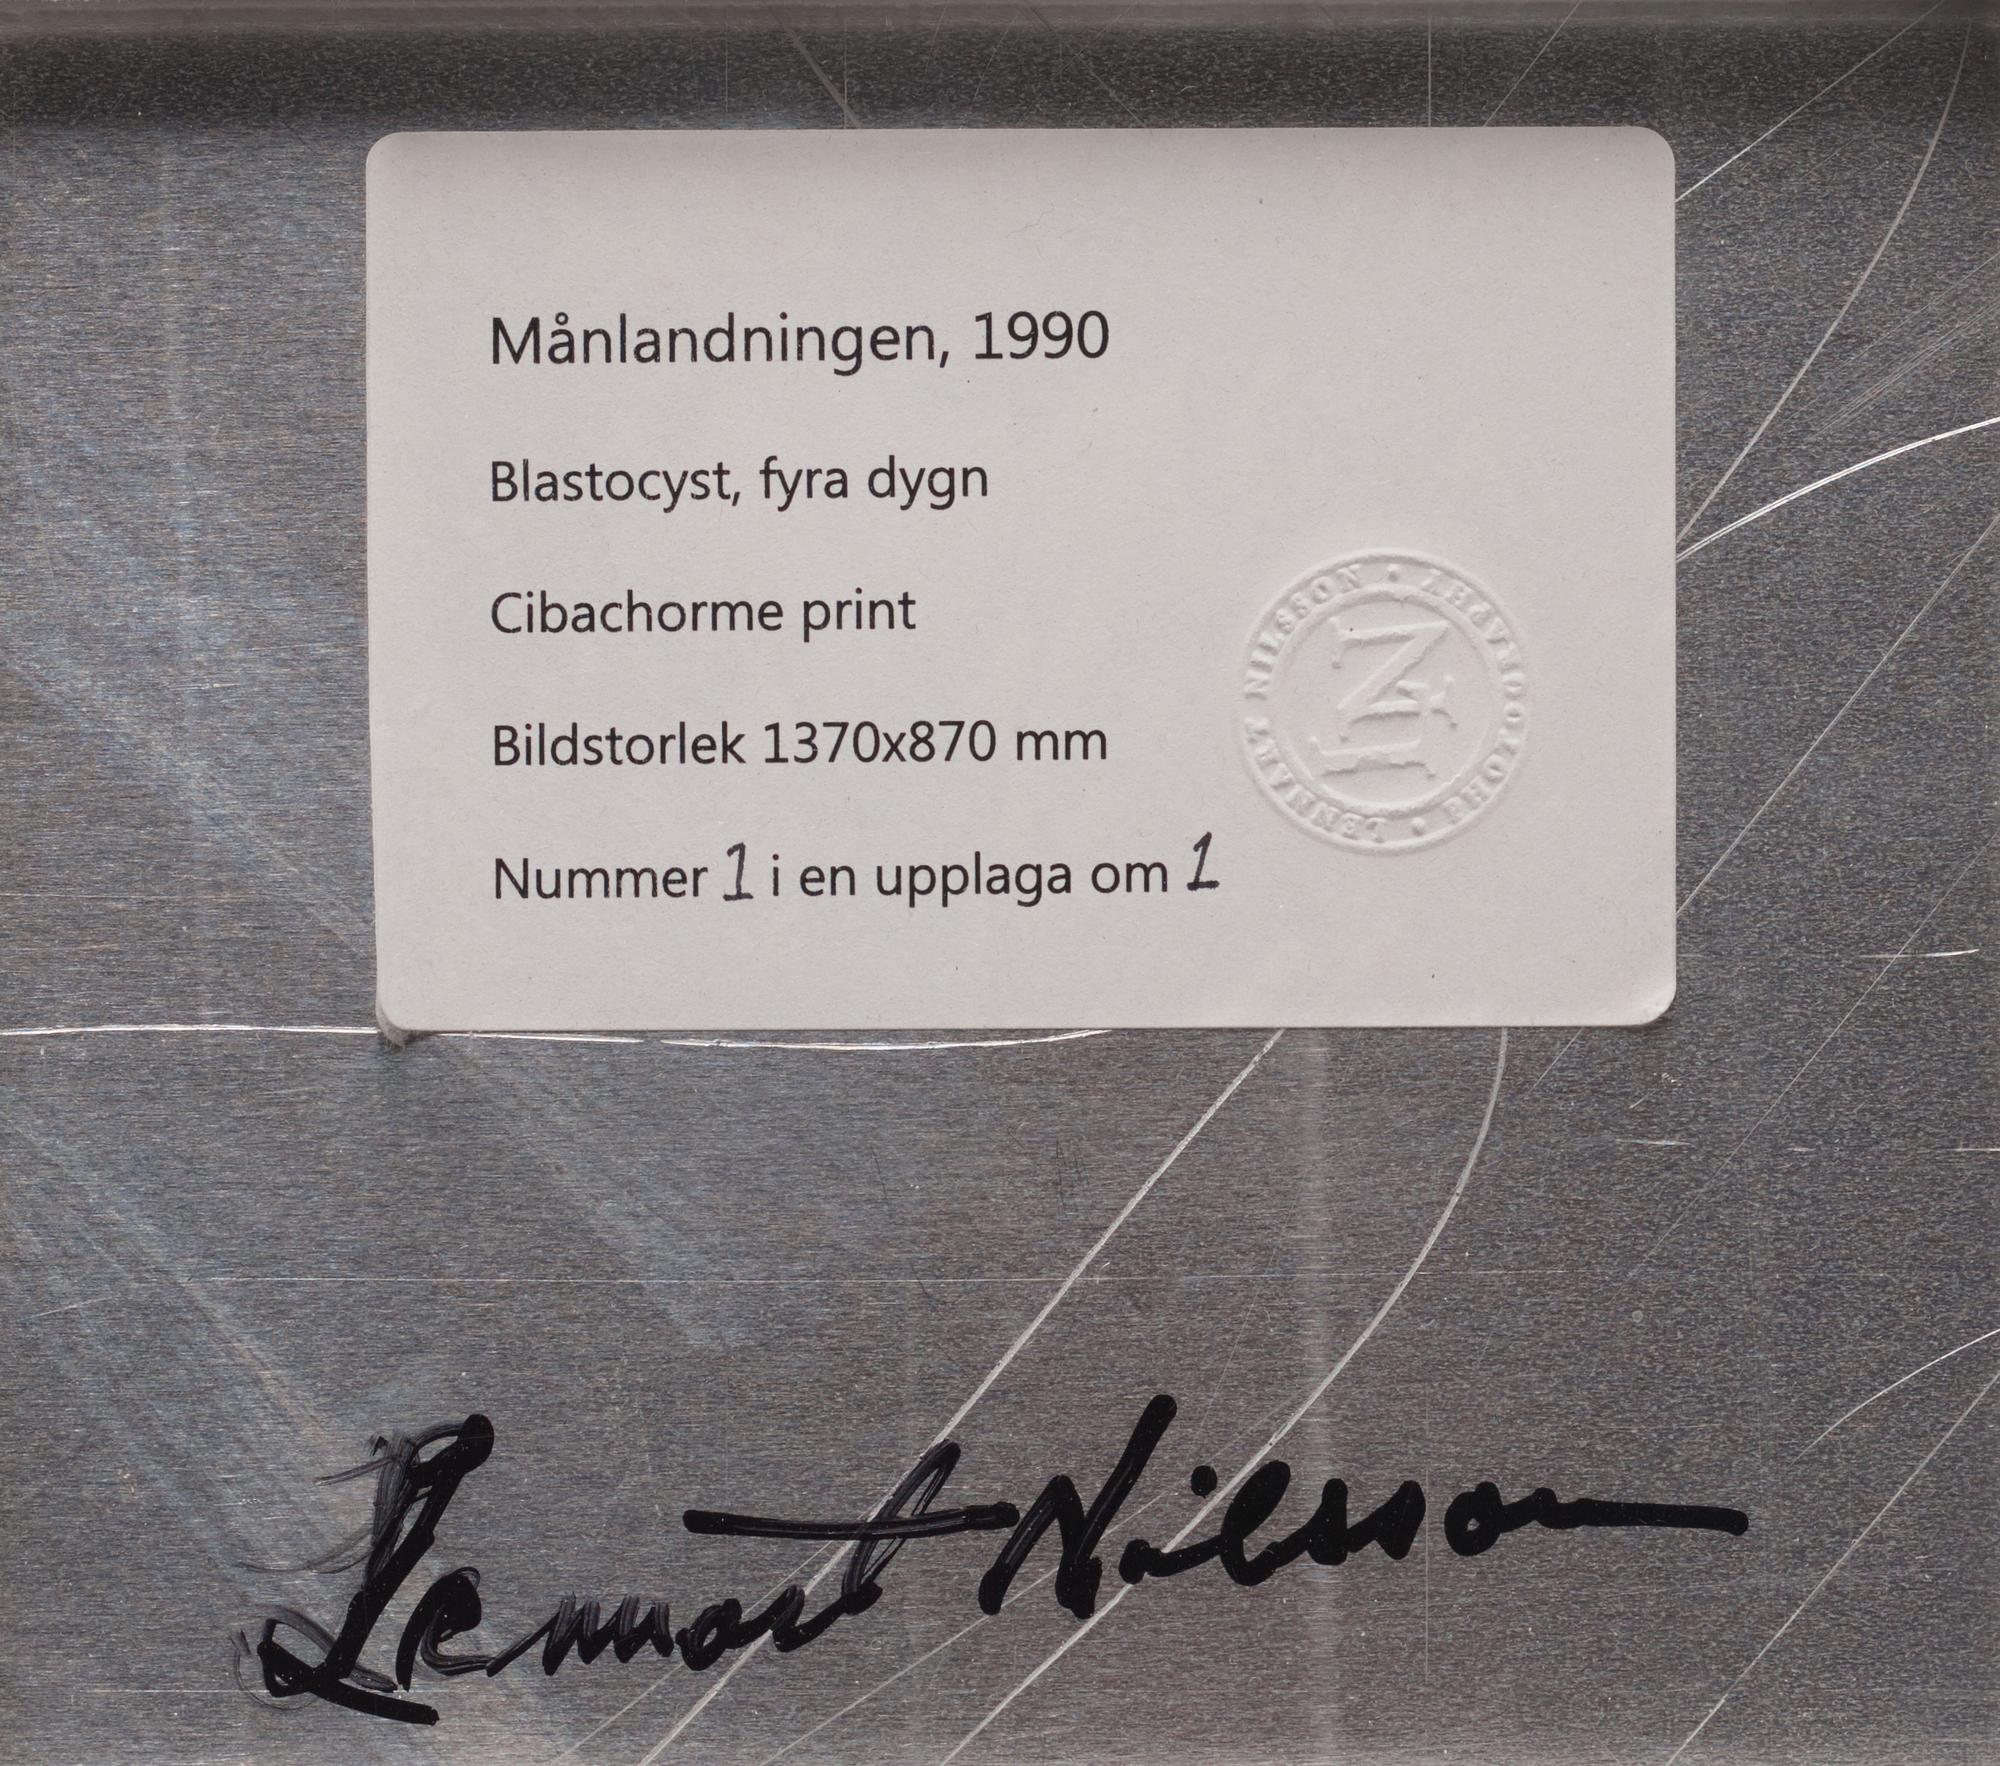 Månlandningen, 1990
Blastocyst, fyra dygn
Cibachorme print
Bildstorlek 1370x870 mm
Nummer 1 i en upplaga om 1
LENNART NILSSON • PHOTOGRAPHY •
LN
Lennart Nilsson